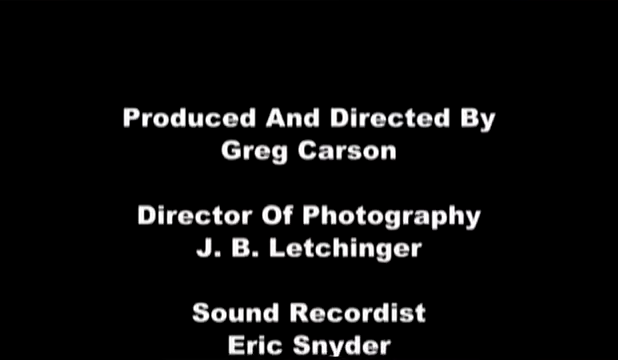 Produced And Directed By
Greg Carson
Director Of Photography
J. B. Letchinger
Sound Recordist
Eric Snyder